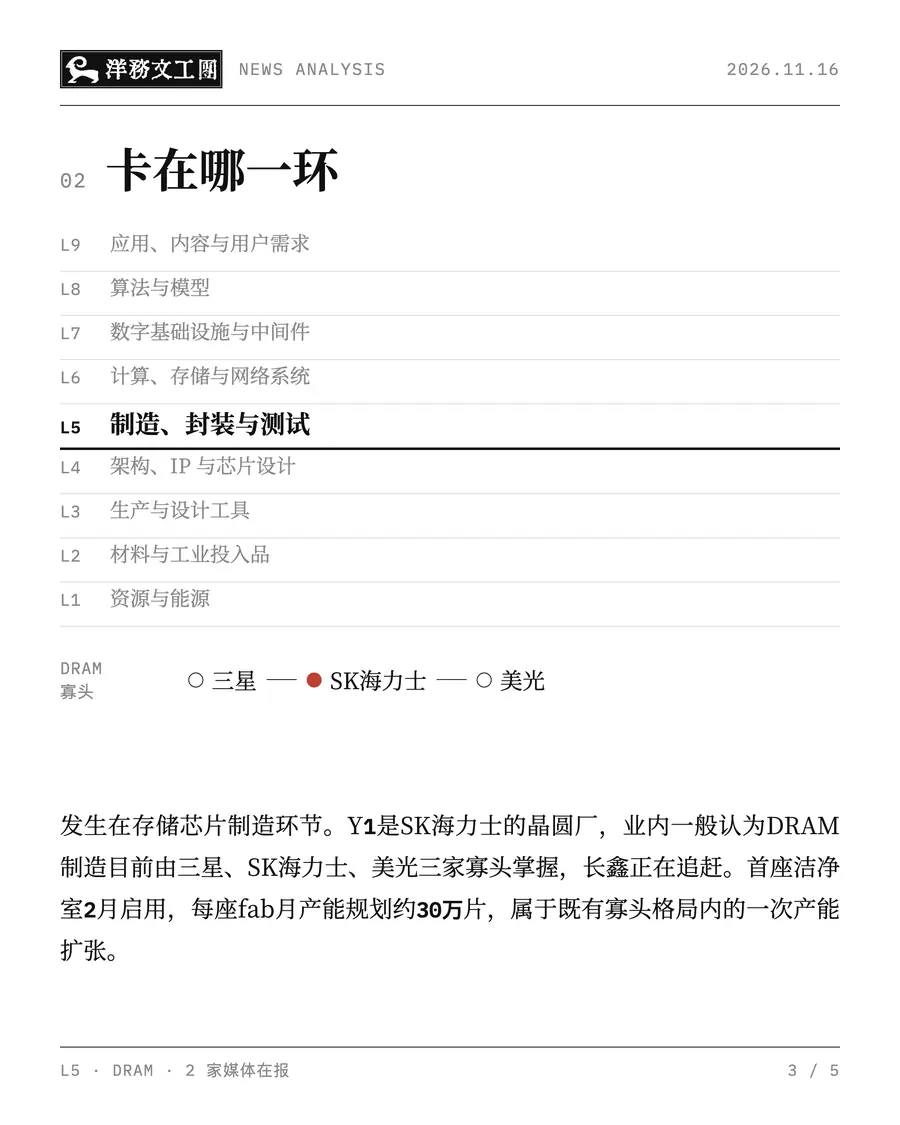 洋務文工團 NEWS ANALYSIS 2026.11.16
02 卡在哪一环
L9 应用、内容与用户需求
L8 算法与模型
L7 数字基础设施与中间件
L6 计算、存储与网络系统
L5 制造、封装与测试
L4 架构、IP 与芯片设计
L3 生产与设计工具
L2 材料与工业投入品
L1 资源与能源
DRAM
寡头
三星 — SK海力士 — 美光
发生在存储芯片制造环节。Y1是SK海力士的晶圆厂，业内一般认为DRAM
制造目前由三星、SK海力士、美光三家寡头掌握，长鑫正在追赶。首座洁净
室2月启用，每座fab月产能规划约30万片，属于既有寡头格局内的一次产能
扩张。
L5 · DRAM · 2 家媒体在报 3 / 5